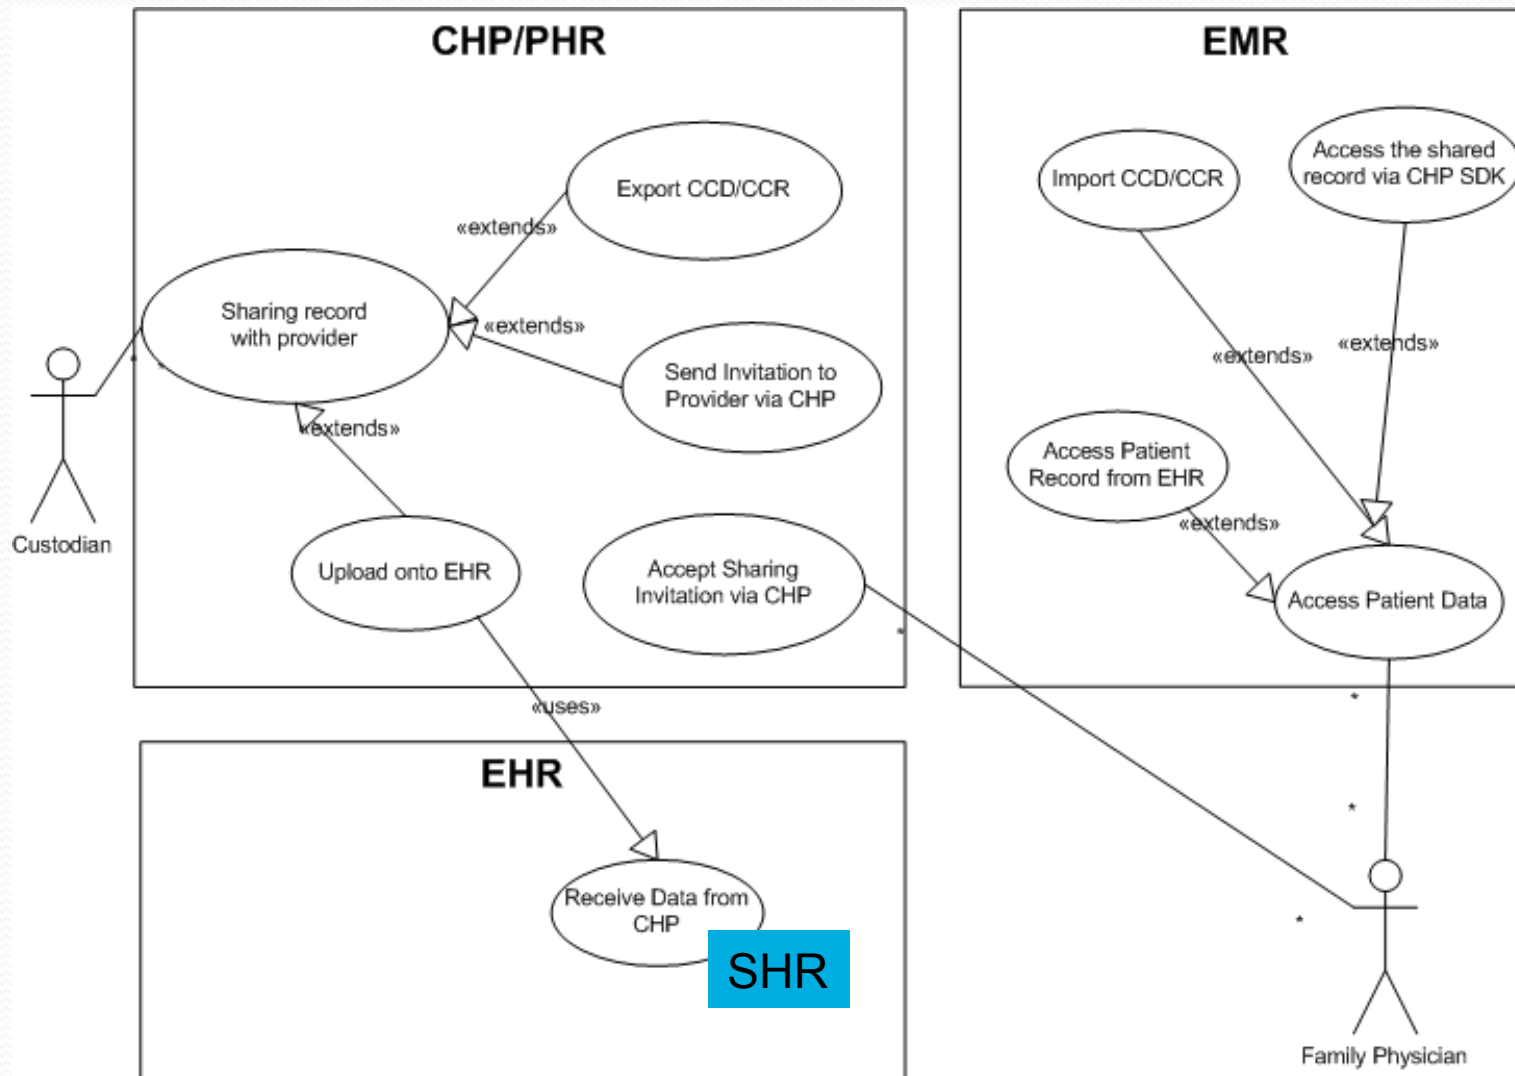 CHP/PHR
Export CCD/CCR
«extends»
Sharing record
with provider
«extends»
Send Invitation to
Provider via CHP
«extends»
Upload onto EHR
Accept Sharing
Invitation via CHP
*
*
*
Custodian
«uses»
EMR
Import CCD/CCR
Access the shared
record via CHP SDK
«extends»
«extends»
Access Patient
Record from EHR
«extends»
Access Patient Data
*
*
*
Family Physician
EHR
Receive Data from
CHP
SHR